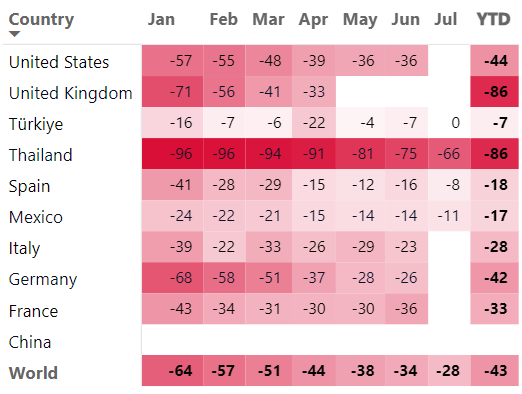 Country Jan Feb Mar Apr May Jun Jul YTD
United States -57 -55 -48 -39 -36 -36 -44
United Kingdom -71 -56 -41 -33 -86
Türkiye -16 -7 -6 -22 -4 -7 0 -7
Thailand -96 -96 -94 -91 -81 -75 -66 -86
Spain -41 -28 -29 -15 -12 -16 -8 -18
Mexico -24 -22 -21 -15 -14 -14 -11 -17
Italy -39 -22 -33 -26 -29 -23 -28
Germany -68 -58 -51 -37 -28 -26 -42
France -43 -34 -31 -30 -30 -36 -33
China
World -64 -57 -51 -44 -38 -34 -28 -43